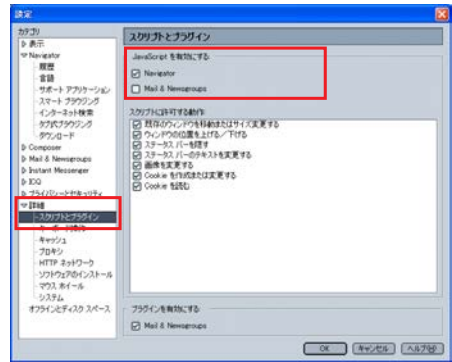 設定
カテゴリ
表示
Navigator
履歴
言語
サポート アプリケーション
スマート ブラウジング
インターネット検索
タブ式ブラウジング
ダウンロード
Composer
Mail & Newsgroups
Instant Messenger
ICQ
プライバシーとセキュリティ
詳細
スクリプトとプラグイン
キーボード操作
キャッシュ
プロキシ
HTTP ネットワーク
ソフトウェアのインストール
マウス ホイール
システム
オフラインとディスク スペース
スクリプトとプラグイン
JavaScript を有効にする
Navigator
Mail & Newsgroups
スクリプトに許可する動作:
既存のウィンドウを移動またはサイズ変更する
ウィンドウの位置を上げる／下げる
ステータス バーを隠す
ステータス バーのテキストを変更する
画像を変更する
Cookie を作成または変更する
Cookie を読む
プラグインを有効にする
Mail & Newsgroups
OK
キャンセル
ヘルプ(H)